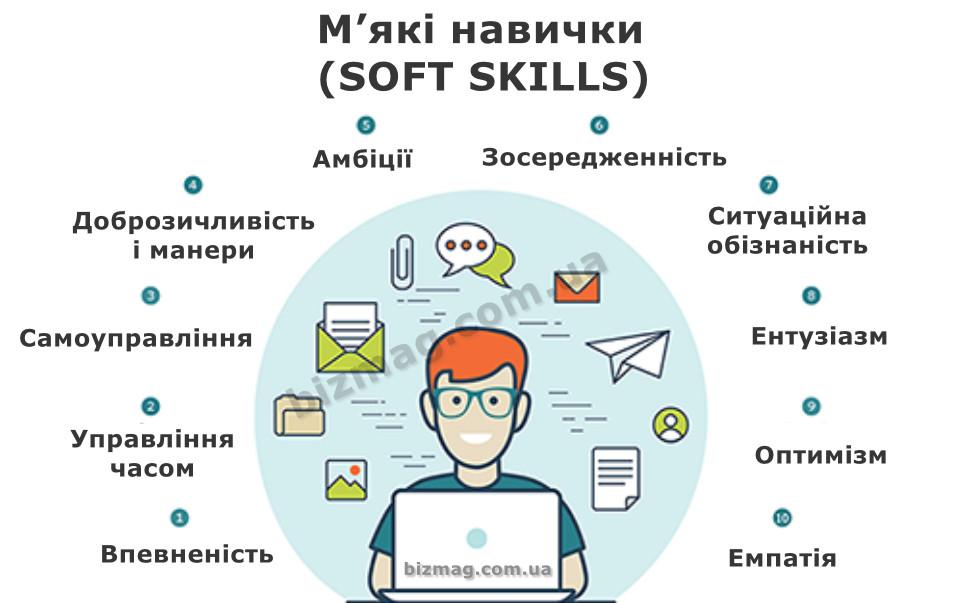 М’які навички
(SOFT SKILLS)
5
Амбіції
6
Зосередженність
4
Доброзичливість
і манери
7
Ситуаційна
обізнаність
3
Самоуправління
8
Ентузіазм
2
Управління
часом
9
Оптимізм
1
Впевненість
10
Емпатія
bizmag.com.ua
bizmag.com.ua